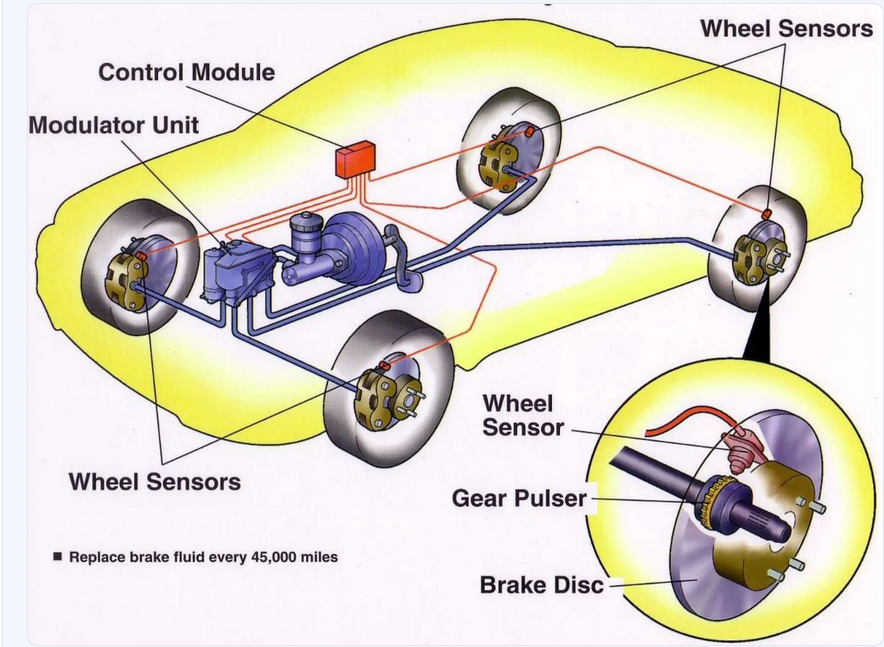 Wheel Sensors
Control Module
Modulator Unit
Wheel
Sensor
Wheel Sensors
Gear Pulser
■ Replace brake fluid every 45,000 miles
Brake Disc